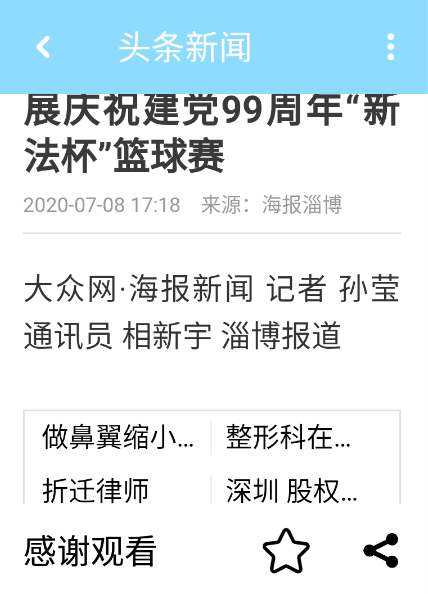 头条新闻
展庆祝建党99周年“新
法杯”篮球赛
2020-07-08 17:18 来源：海报淄博
大众网·海报新闻 记者 孙莹
通讯员 相新宇 淄博报道
做鼻翼缩小... 整形科在...
折迁律师 深圳 股权...
感谢观看